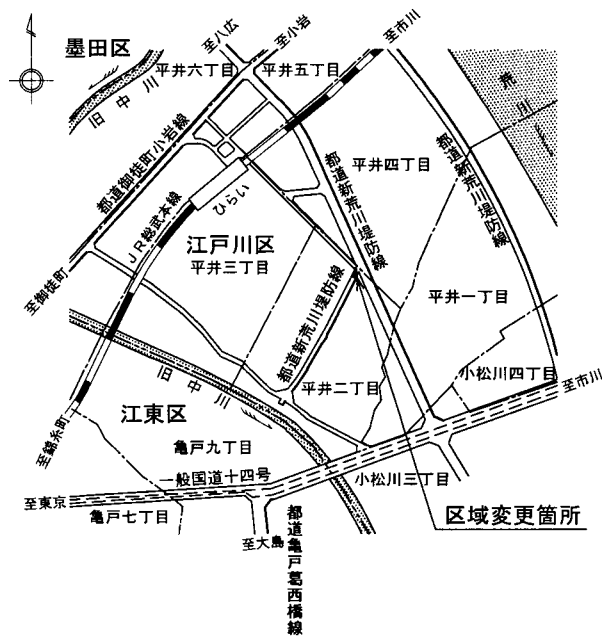 墨田区
至八広
至小岩
至市川
平井六丁目
平井五丁目
旧中川
荒川
都道御徒町小岩線
都道新荒川堤防線
平井四丁目
都道新荒川堤防線
JR総武本線
ひらい
江戸川区
平井三丁目
至御徒町
都道新荒川堤防線
平井一丁目
旧中川
平井二丁目
小松川四丁目
至市川
江東区
至錦糸町
亀戸九丁目
一般国道十四号
小松川三丁目
至東京
亀戸七丁目
区域変更箇所
至大島
都道亀戸葛西橋線